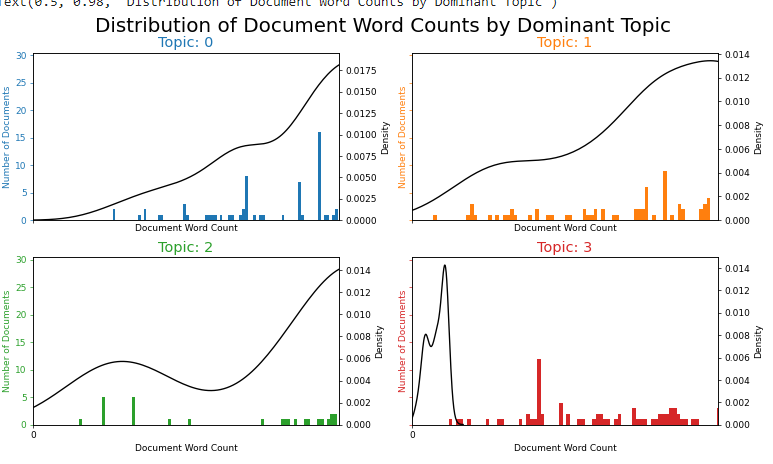 Text(0.5, 0.98, 'Distribution of Document Word Counts by Dominant Topic')
Distribution of Document Word Counts by Dominant Topic
Topic: 0
Number of Documents
30
25
20
15
10
5
0
0.0175
0.0150
0.0125
0.0100
0.0075
0.0050
0.0025
0.0000
Density
Document Word Count
Topic: 1
Number of Documents
0.014
0.012
0.010
0.008
0.006
0.004
0.002
0.000
Density
Document Word Count
Topic: 2
Number of Documents
30
25
20
15
10
5
0
0.014
0.012
0.010
0.008
0.006
0.004
0.002
0.000
Density
0
Document Word Count
Topic: 3
Number of Documents
0.014
0.012
0.010
0.008
0.006
0.004
0.002
0.000
Density
0
Document Word Count